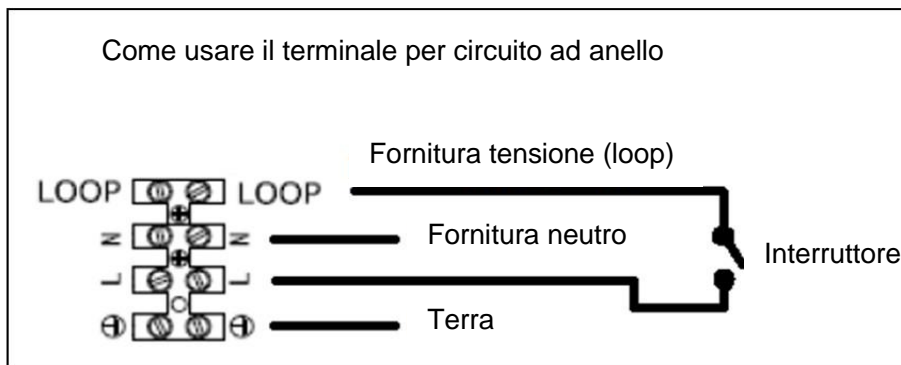 Come usare il terminale per circuito ad anello
Fornitura tensione (loop)
LOOP LOOP
N N Fornitura neutro
Interruttore
L L
Terra